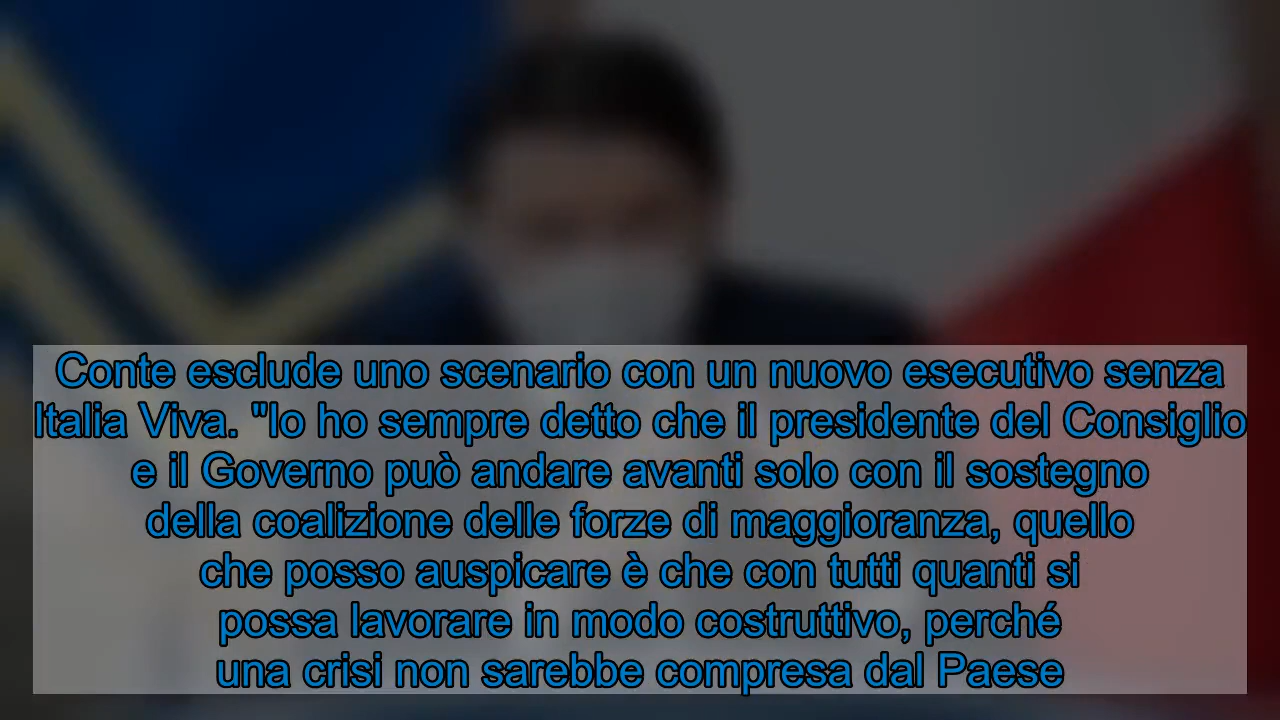 Conte esclude uno scenario con un nuovo esecutivo senza
Italia Viva. "Io ho sempre detto che il presidente del Consiglio
e il Governo può andare avanti solo con il sostegno
della coalizione delle forze di maggioranza, quello
che posso auspicare è che con tutti quanti si
possa lavorare in modo costruttivo, perché
una crisi non sarebbe compresa dal Paese